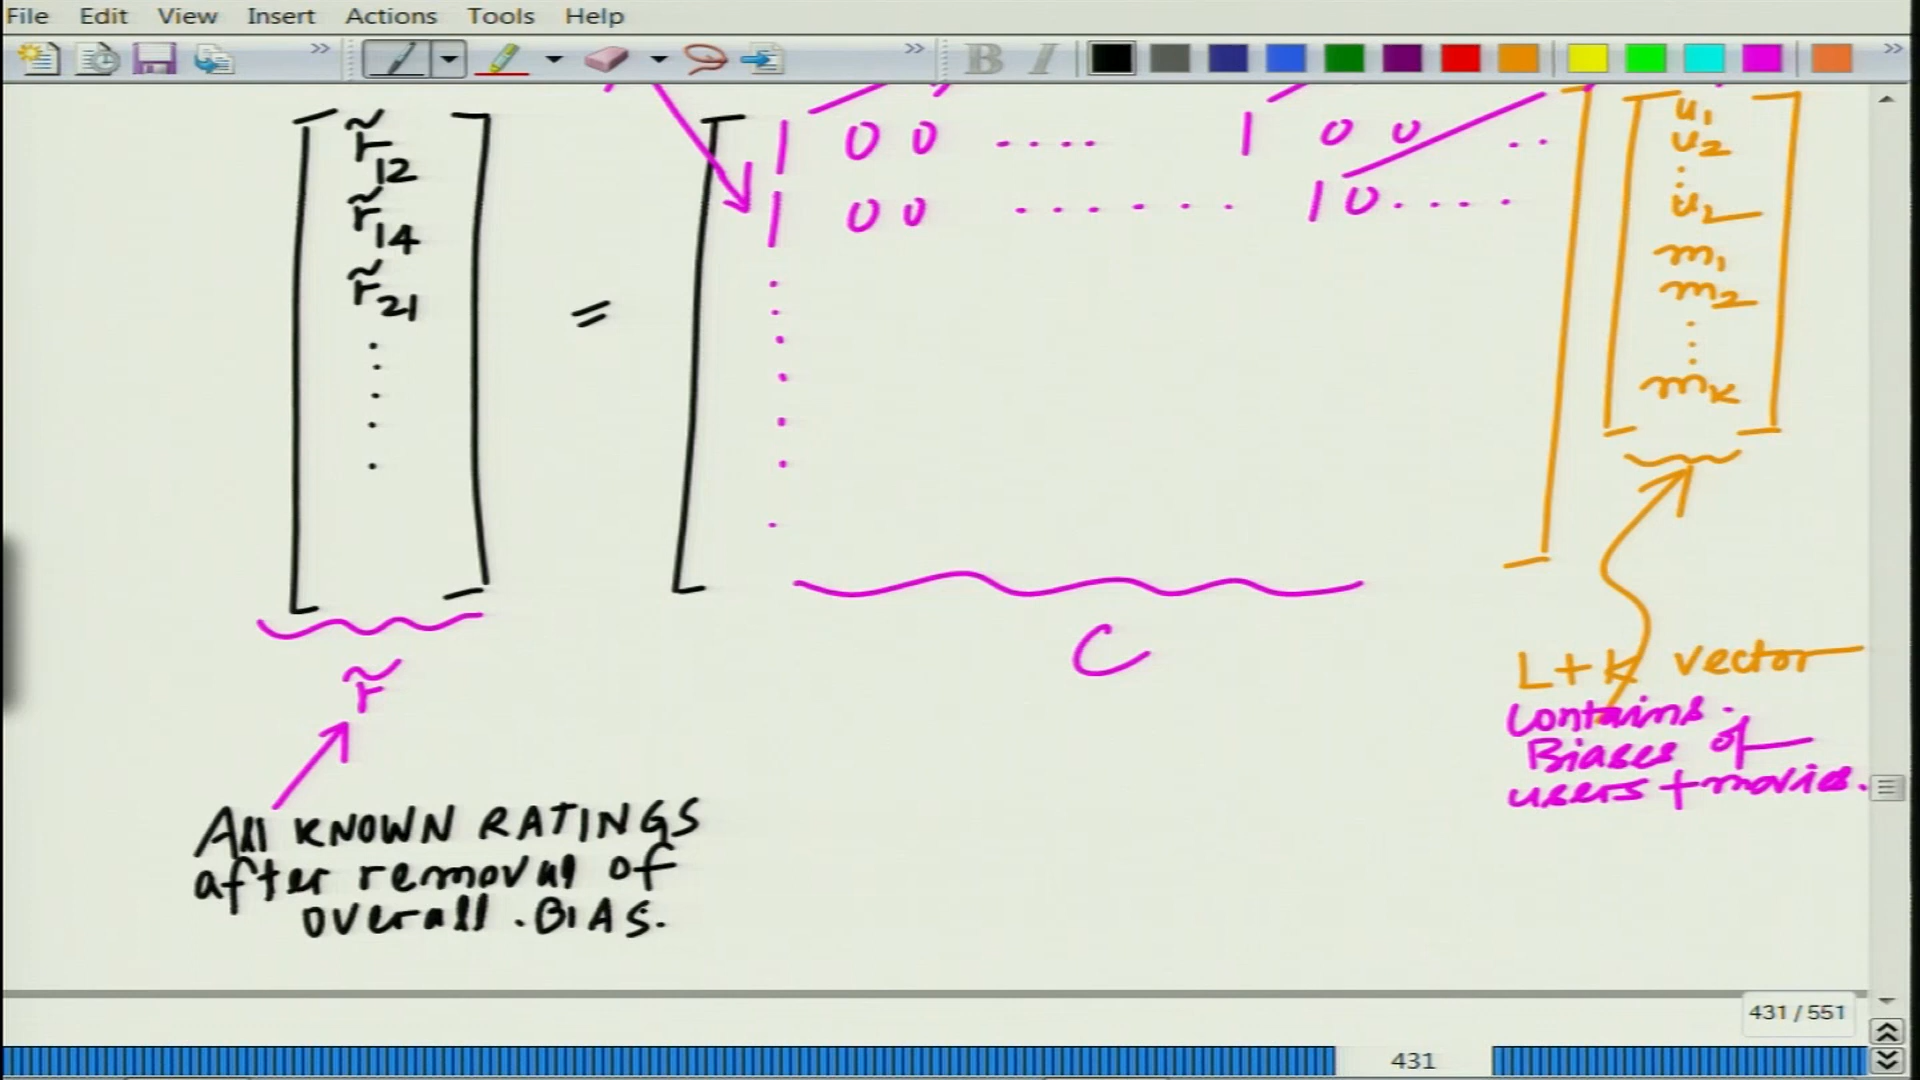 File Edit View Insert Actions Tools Help
B I
r̃12
r̃14
r̃21
.
.
.
.
.
=
1 0 0 .... 1 0 0 ..
1 0 0 ....... 1 0 ....
.
.
.
.
.
.
.
u1
u2
⋮
uL
m1
m2
⋮
mK
r̃
C
L+K vector
contains.
Biases of
users + movies.
All KNOWN RATINGS
after removal of
overall. BIAS.
431 / 551
431